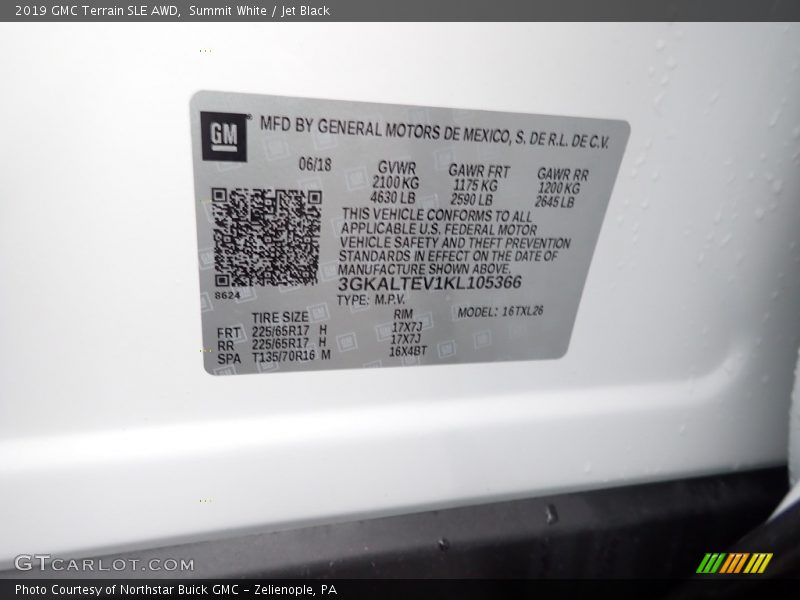 2019 GMC Terrain SLE AWD,  Summit White / Jet Black
GM
MFD BY GENERAL MOTORS DE MEXICO, S. DE R.L. DE C.V.
06/18 GVWR GAWR FRT GAWR RR
2100 KG 1175 KG 1200 KG
4630 LB 2590 LB 2645 LB
THIS VEHICLE CONFORMS TO ALL
APPLICABLE U.S. FEDERAL MOTOR
VEHICLE SAFETY AND THEFT PREVENTION
STANDARDS IN EFFECT ON THE DATE OF
MANUFACTURE SHOWN ABOVE.
3GKALTEV1KL105366
8624
TYPE: M.P.V. MODEL: 16TXL26
TIRE SIZE RIM
FRT 225/65R17 H 17X7J
RR 225/65R17 H 17X7J
SPA T135/70R16 M 16X4BT
GTCARLOT.COM
Photo Courtesy of Northstar Buick GMC - Zelienople, PA